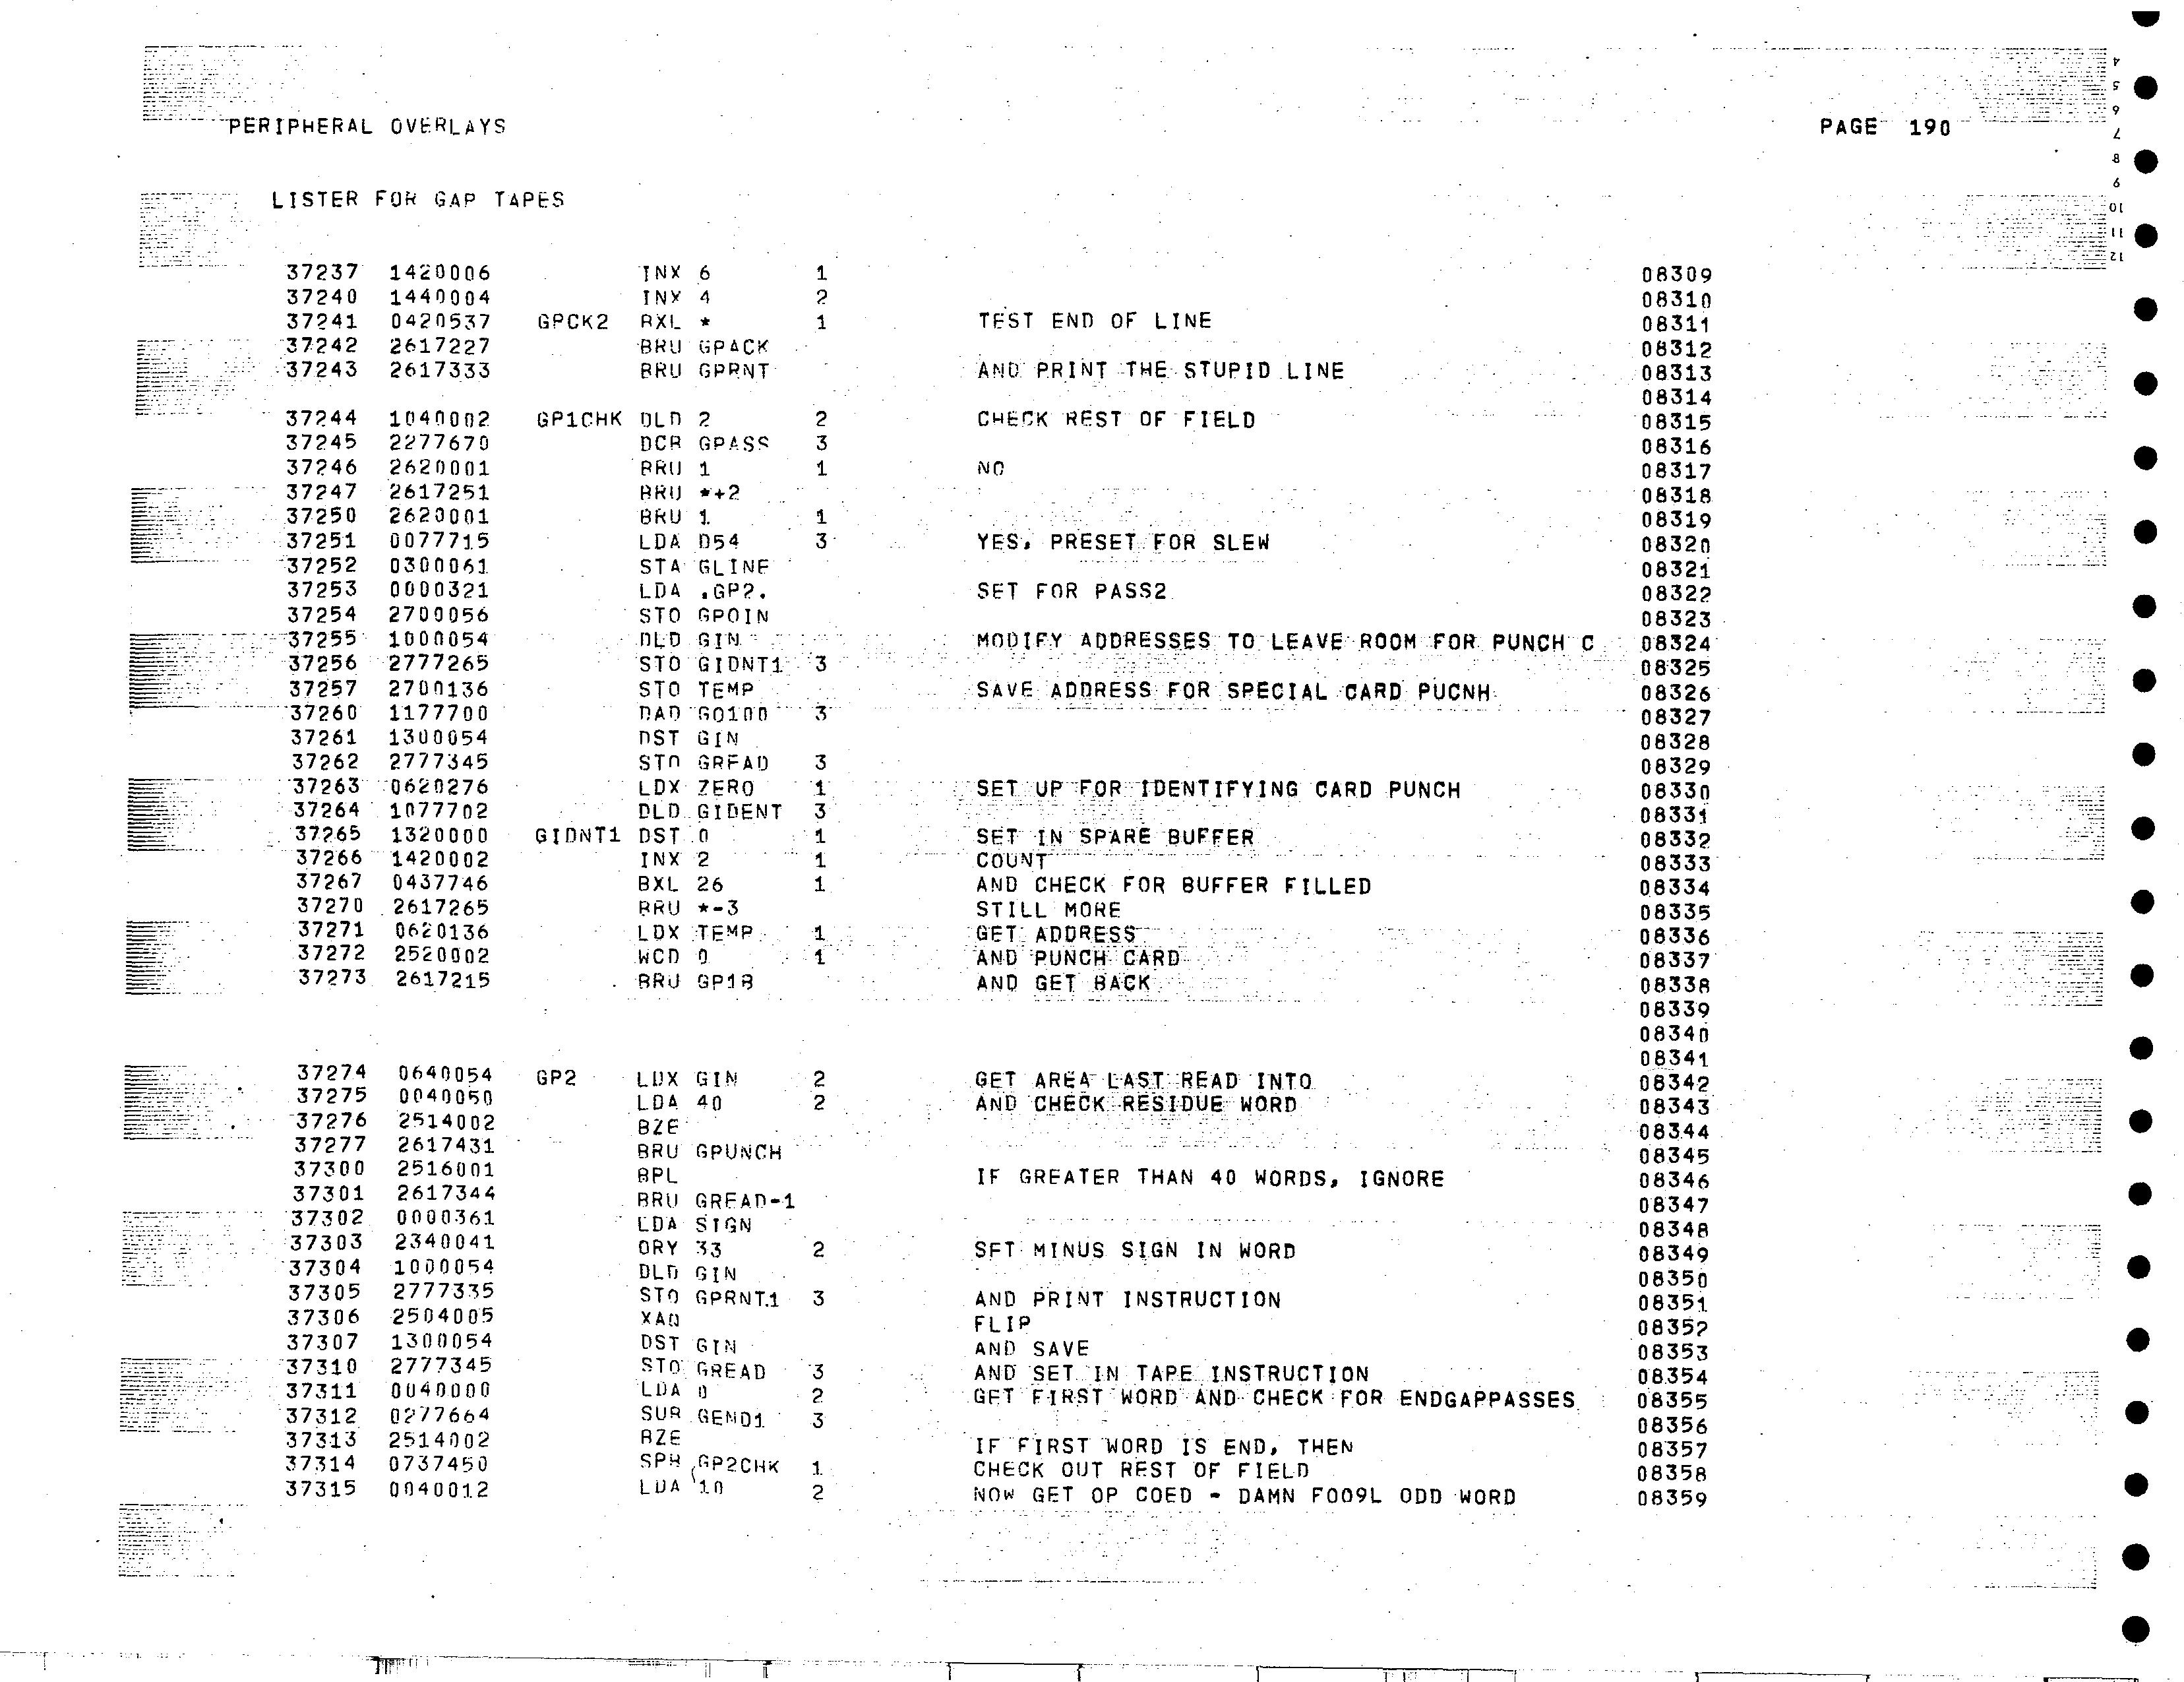 PERIPHERAL OVERLAYS PAGE 190
LISTER FOR GAP TAPES
37237 1420006 INX 6 1 08309
37240 1440004 INX 4 2 08310
37241 0420537 GPCK2 BXL * 1 TEST END OF LINE 08311
37242 2617227 BRU GPACK 08312
37243 2617333 BRU GPRNT AND PRINT THE STUPID LINE 08313
08314
37244 1040002 GP1CHK DLD 2 2 CHECK REST OF FIELD 08315
37245 2277670 DCB GPASS 3 08316
37246 2620001 BRU 1 1 NO 08317
37247 2617251 BRU *+2 08318
37250 2620001 BRU 1 1 08319
37251 0077715 LDA D54 3 YES, PRESET FOR SLEW 08320
37252 0300061 STA GLINE 08321
37253 0000321 LDA .GP2. SET FOR PASS2 08322
37254 2700056 STO GPOIN 08323
37255 1000054 DLD GIN MODIFY ADDRESSES TO LEAVE ROOM FOR PUNCH C 08324
37256 2777265 STO GIDNT1 3 08325
37257 2700136 STO TEMP SAVE ADDRESS FOR SPECIAL CARD PUCNH 08326
37260 1177700 DAD GO100 3 08327
37261 1300054 DST GIN 08328
37262 2777345 STO GREAD 3 08329
37263 0620276 LDX ZERO 1 SET UP FOR IDENTIFYING CARD PUNCH 08330
37264 1077702 DLD GIDENT 3 08331
37265 1320000 GIDNT1 DST 0 1 SET IN SPARE BUFFER 08332
37266 1420002 INX 2 1 COUNT 08333
37267 0437746 BXL 26 1 AND CHECK FOR BUFFER FILLED 08334
37270 2617265 BRU *-3 STILL MORE 08335
37271 0620136 LDX TEMP 1 GET ADDRESS 08336
37272 2520002 WCD 0 1 AND PUNCH CARD 08337
37273 2617215 BRU GP1B AND GET BACK 08338
08339
08340
08341
37274 0640054 GP2 LDX GIN 2 GET AREA LAST READ INTO 08342
37275 0040050 LDA 40 2 AND CHECK RESIDUE WORD 08343
37276 2514002 BZE 08344
37277 2617431 BRU GPUNCH 08345
37300 2516001 BPL IF GREATER THAN 40 WORDS, IGNORE 08346
37301 2617344 BRU GREAD-1 08347
37302 0000361 LDA SIGN 08348
37303 2340041 ORY 33 2 SET MINUS SIGN IN WORD 08349
37304 1000054 DLD GIN 08350
37305 2777335 STO GPRNT1 3 AND PRINT INSTRUCTION 08351
37306 2504005 XAQ FLIP 08352
37307 1300054 DST GIN AND SAVE 08353
37310 2777345 STO GREAD 3 AND SET IN TAPE INSTRUCTION 08354
37311 0040000 LDA 0 2 GET FIRST WORD AND CHECK FOR ENDGAPPASSES 08355
37312 0277664 SUB GEND1 3 08356
37313 2514002 BZE IF FIRST WORD IS END, THEN 08357
37314 0737450 SPB GP2CHK 1 CHECK OUT REST OF FIELD 08358
37315 0040012 LDA 10 2 NOW GET OP COED - DAMN FOO9L ODD WORD 08359
4
5
6
7
8
9
10
11
12